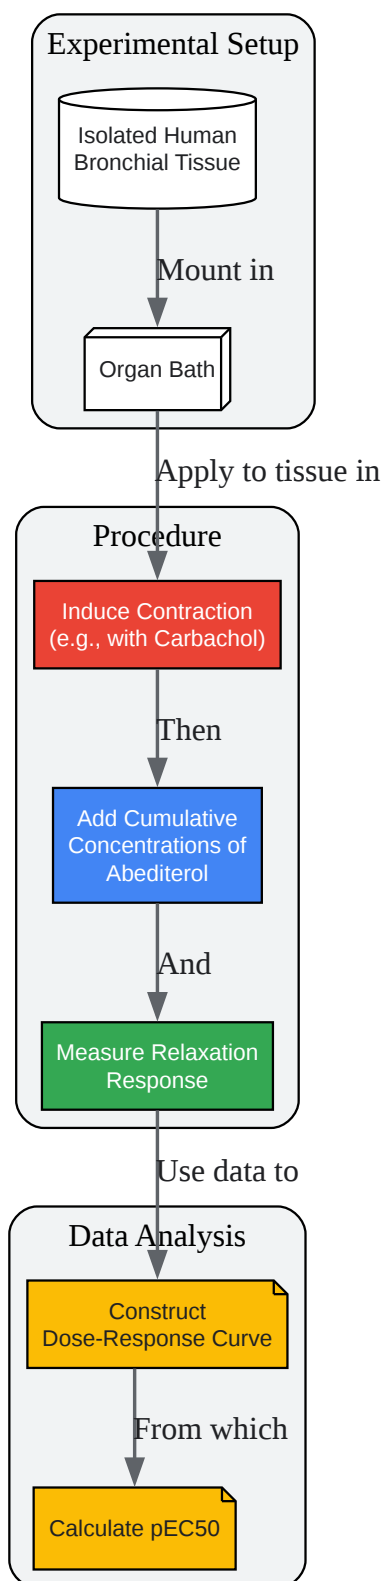 Experimental Setup
Isolated Human
Bronchial Tissue
Mount in
Organ Bath
Apply to tissue in
Procedure
Induce Contraction
(e.g., with Carbachol)
Then
Add Cumulative
Concentrations of
Abediterol
And
Measure Relaxation
Response
Use data to
Data Analysis
Construct
Dose-Response Curve
From which
Calculate pEC50